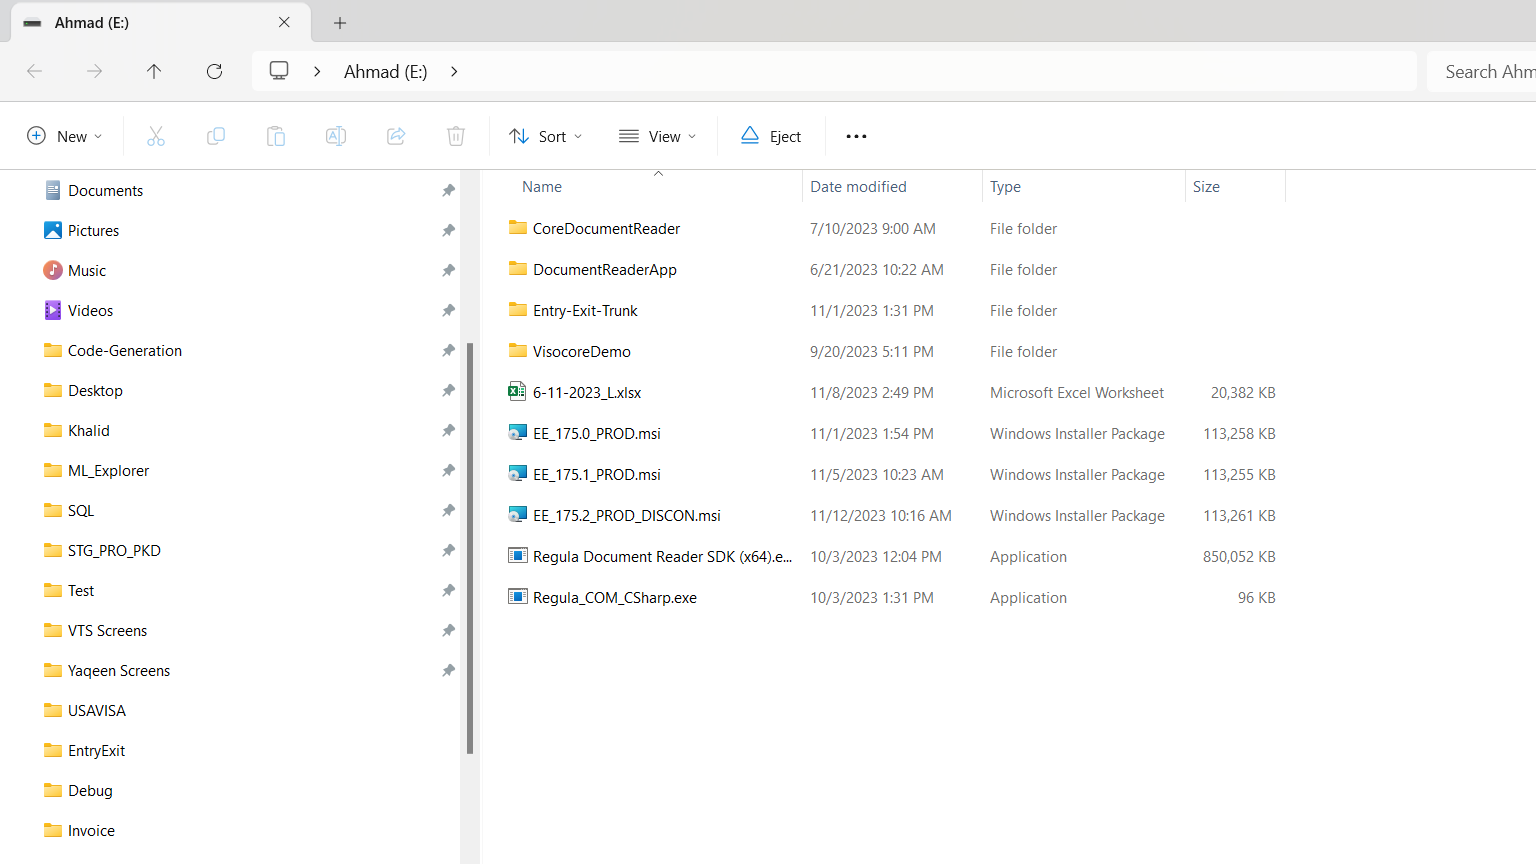 Ahmad (E:)
Ahmad (E:)
Search Ahm
New
Sort
View
Eject
Documents
Pictures
Music
Videos
Code-Generation
Desktop
Khalid
ML_Explorer
SQL
STG_PRO_PKD
Test
VTS Screens
Yaqeen Screens
USAVISA
EntryExit
Debug
Invoice
Name Date modified Type Size
CoreDocumentReader 7/10/2023 9:00 AM File folder
DocumentReaderApp 6/21/2023 10:22 AM File folder
Entry-Exit-Trunk 11/1/2023 1:31 PM File folder
VisocoreDemo 9/20/2023 5:11 PM File folder
6-11-2023_L.xlsx 11/8/2023 2:49 PM Microsoft Excel Worksheet 20,382 KB
EE_175.0_PROD.msi 11/1/2023 1:54 PM Windows Installer Package 113,258 KB
EE_175.1_PROD.msi 11/5/2023 10:23 AM Windows Installer Package 113,255 KB
EE_175.2_PROD_DISCON.msi 11/12/2023 10:16 AM Windows Installer Package 113,261 KB
Regula Document Reader SDK (x64).e... 10/3/2023 12:04 PM Application 850,052 KB
Regula_COM_CSharp.exe 10/3/2023 1:31 PM Application 96 KB